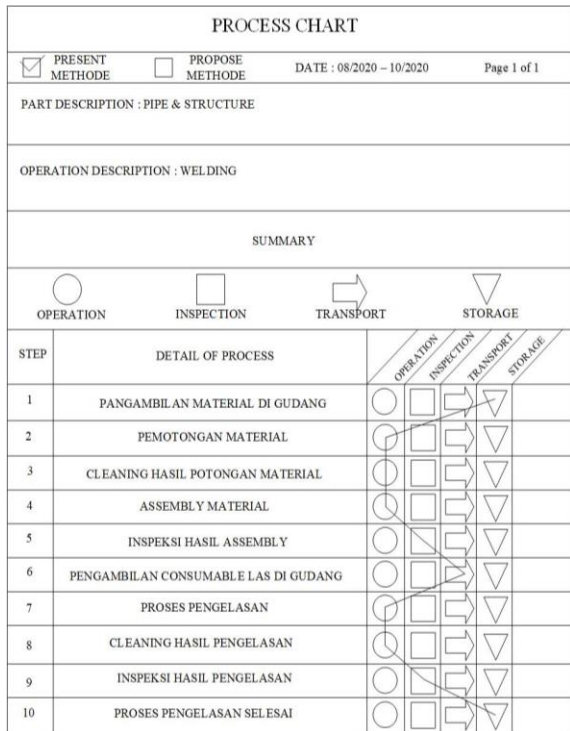 PROCESS CHART
PRESENT METHODE
PROPOSE METHODE
DATE : 08/2020 – 10/2020
Page 1 of 1
PART DESCRIPTION : PIPE & STRUCTURE
OPERATION DESCRIPTION : WELDING
SUMMARY
OPERATION
INSPECTION
TRANSPORT
STORAGE
STEP
DETAIL OF PROCESS
OPERATION
INSPECTION
TRANSPORT
STORAGE
1 PANGAMBILAN MATERIAL DI GUDANG
2 PEMOTONGAN MATERIAL
3 CLEANING HASIL POTONGAN MATERIAL
4 ASSEMBLY MATERIAL
5 INSPEKSI HASIL ASSEMBLY
6 PENGAMBILAN CONSUMABLE LAS DI GUDANG
7 PROSES PENGELASAN
8 CLEANING HASIL PENGELASAN
9 INSPEKSI HASIL PENGELASAN
10 PROSES PENGELASAN SELESAI